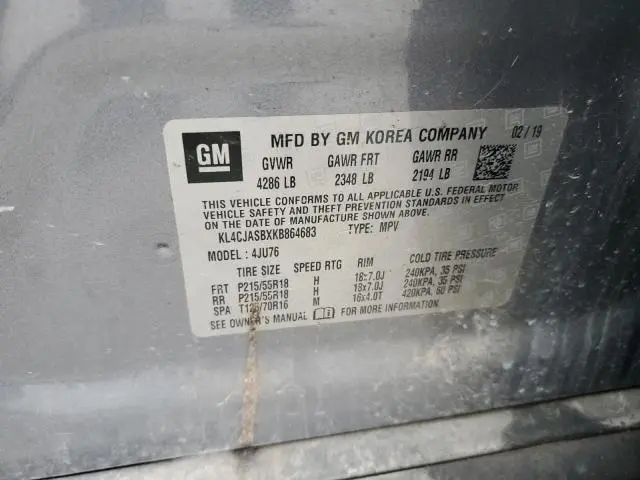 GM
MFD BY GM KOREA COMPANY 02/19
GVWR GAWR FRT GAWR RR
4286 LB 2348 LB 2194 LB
THIS VEHICLE CONFORMS TO ALL APPLICABLE U.S. FEDERAL MOTOR
VEHICLE SAFETY AND THEFT PREVENTION STANDARDS IN EFFECT
ON THE DATE OF MANUFACTURE SHOWN ABOVE.
KL4CJASBXKB864683 TYPE: MPV
MODEL: 4JU76
TIRE SIZE SPEED RTG RIM COLD TIRE PRESSURE
FRT P215/55R18 H 18x7.0J 240KPA, 35 PSI
RR P215/55R18 H 18x7.0J 240KPA, 35 PSI
SPA T125/70R16 M 16x4.0T 420KPA, 60 PSI
SEE OWNER'S MANUAL FOR MORE INFORMATION